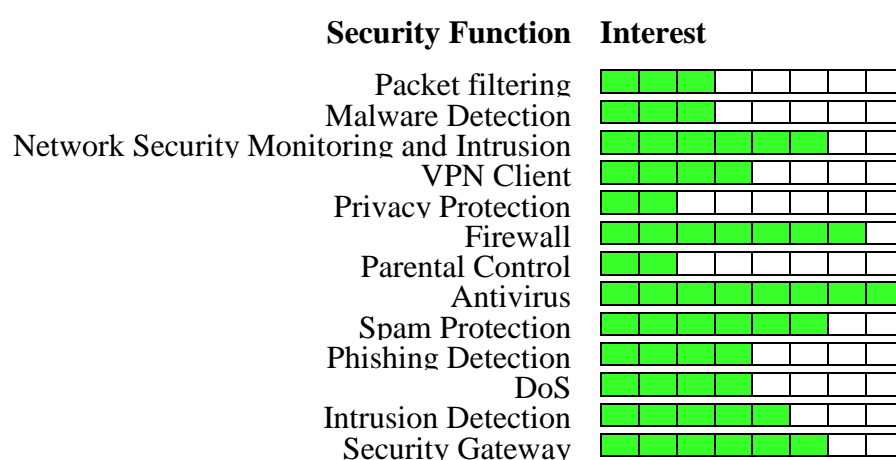 Security Function Interest
Packet filtering
Malware Detection
Network Security Monitoring and Intrusion
VPN Client
Privacy Protection
Firewall
Parental Control
Antivirus
Spam Protection
Phishing Detection
DoS
Intrusion Detection
Security Gateway